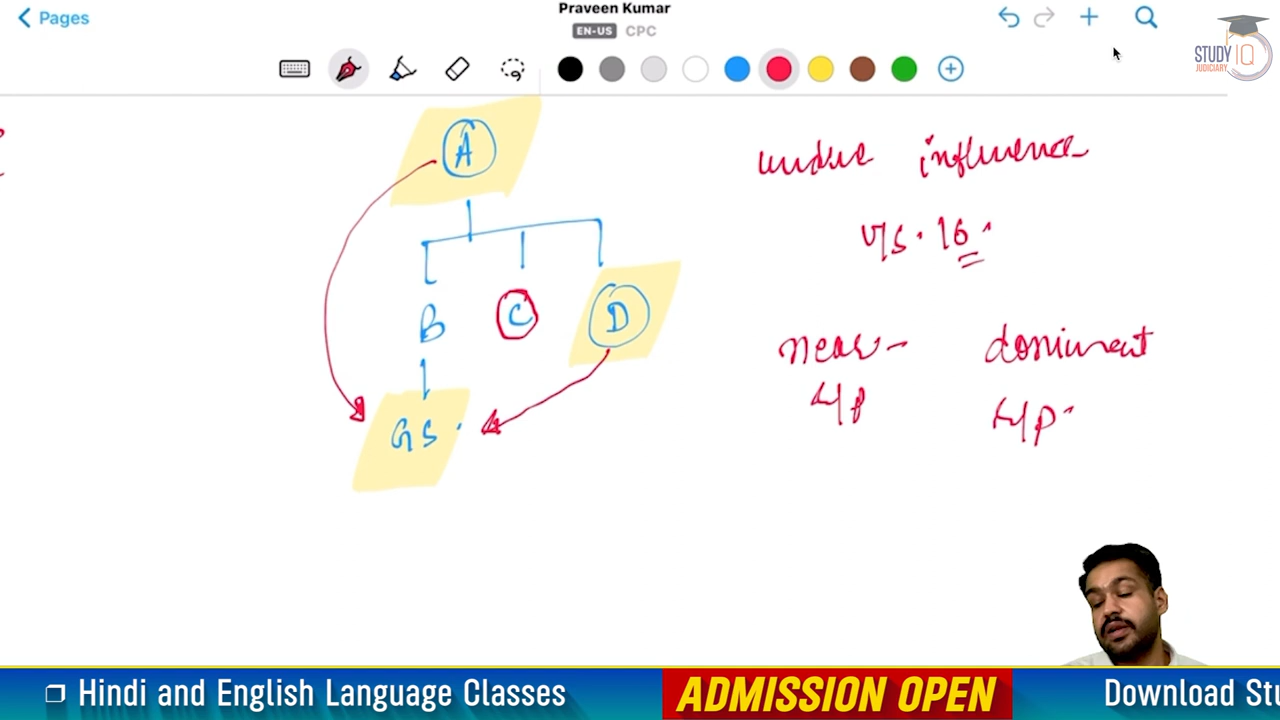 Pages
Praveen Kumar
EN-US CPC
STUDY IQ
JUDICIARY
A
B C D
GS.
undue influence
u/s. 16.
near - dominant
Hindi and English Language Classes
ADMISSION OPEN
Download Stu